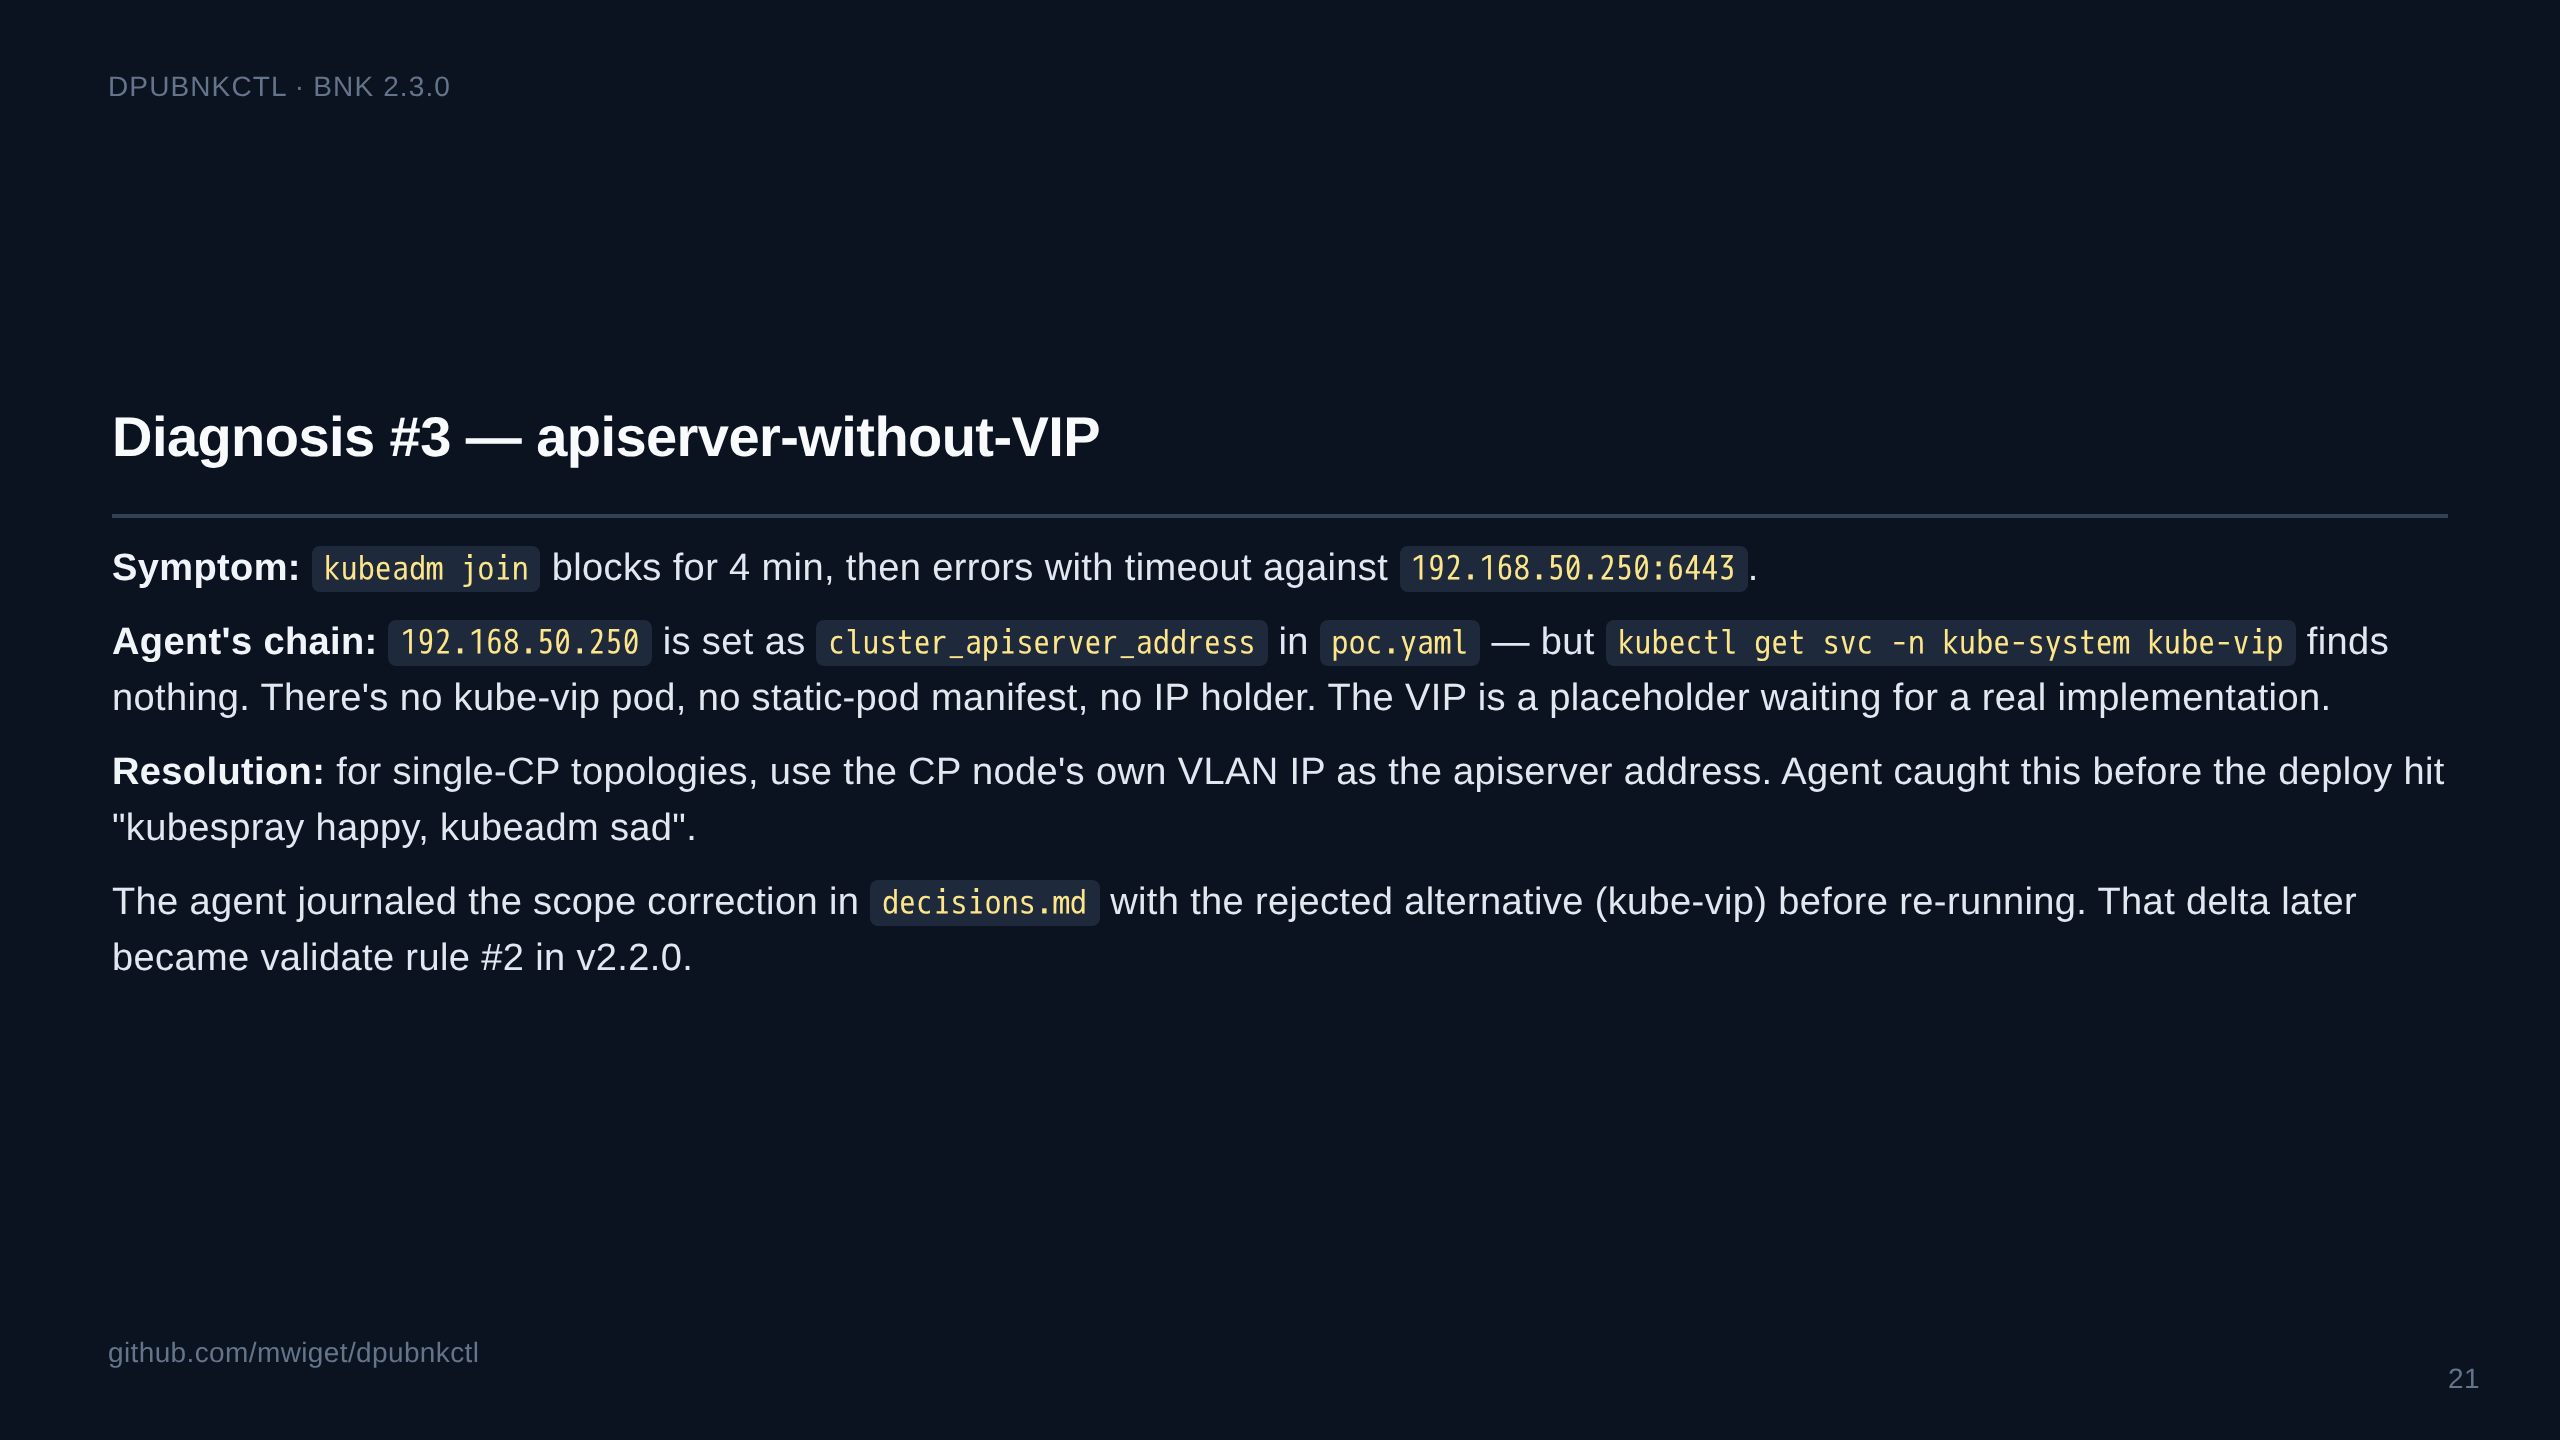 DPUBNKCTL · BNK 2.3.0
Diagnosis #3 — apiserver-without-VIP
Symptom: kubeadm join blocks for 4 min, then errors with timeout against 192.168.50.250:6443.
Agent's chain: 192.168.50.250 is set as cluster_apiserver_address in poc.yaml — but kubectl get svc -n kube-system kube-vip finds
nothing. There's no kube-vip pod, no static-pod manifest, no IP holder. The VIP is a placeholder waiting for a real implementation.
Resolution: for single-CP topologies, use the CP node's own VLAN IP as the apiserver address. Agent caught this before the deploy hit
"kubespray happy, kubeadm sad".
The agent journaled the scope correction in decisions.md with the rejected alternative (kube-vip) before re-running. That delta later
became validate rule #2 in v2.2.0.
github.com/mwiget/dpubnkctl
21